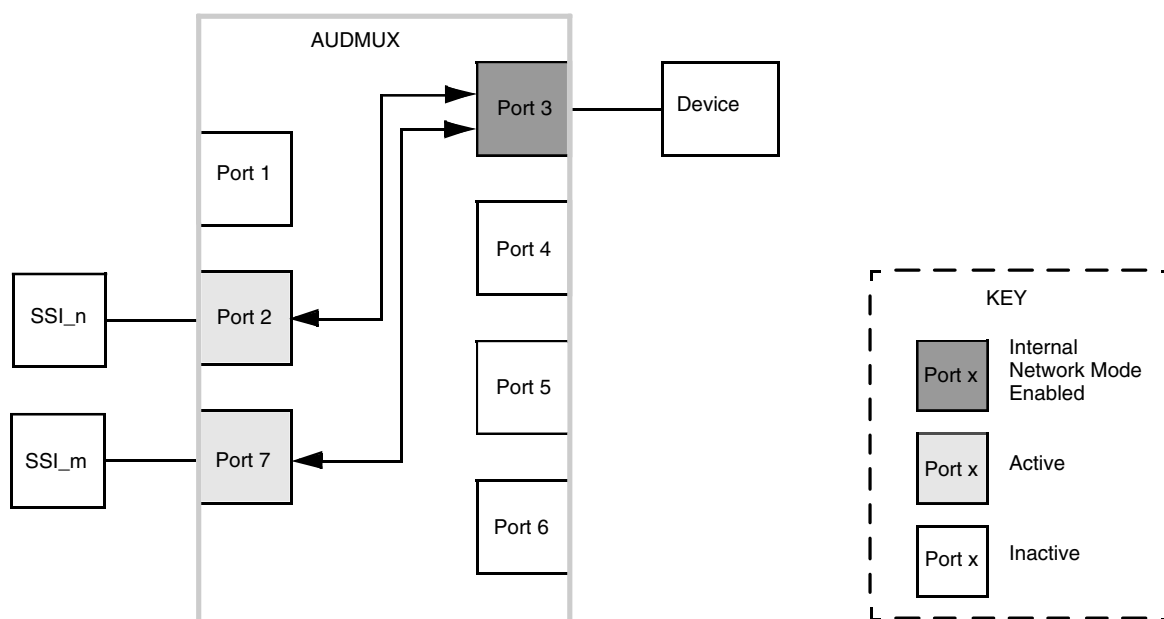 AUDMUX
Port 3
Device
Port 1
Port 4
SSI_n
Port 2
Port 5
SSI_m
Port 7
Port 6
KEY
Port x
Internal
Network Mode
Enabled
Port x
Active
Port x
Inactive